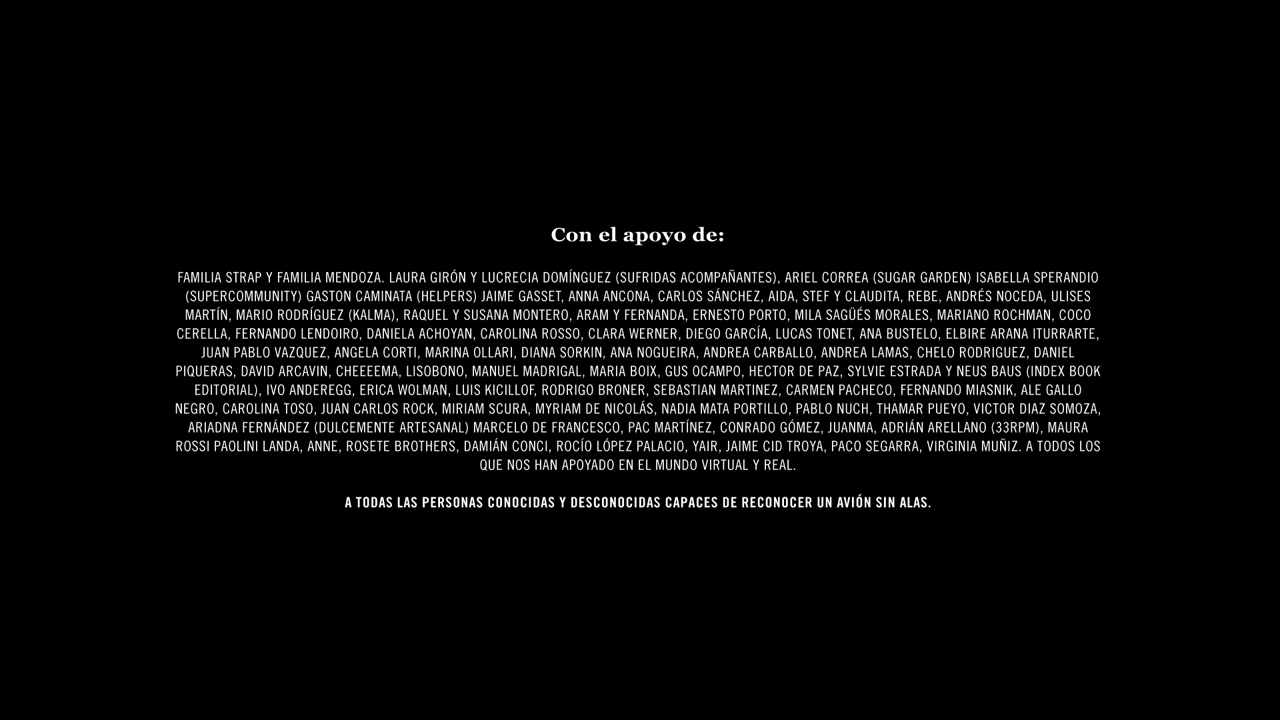 Con el apoyo de:
FAMILIA STRAP Y FAMILIA MENDOZA. LAURA GIRÓN Y LUCRECIA DOMÍNGUEZ (SUFRIDAS ACOMPAÑANTES), ARIEL CORREA (SUGAR GARDEN) ISABELLA SPERANDIO
(SUPERCOMMUNITY) GASTON CAMINATA (HELPERS) JAIME GASSET, ANNA ANCONA, CARLOS SÁNCHEZ, AIDA, STEF Y CLAUDITA, REBE, ANDRÉS NOCEDA, ULISES
MARTÍN, MARIO RODRÍGUEZ (KALMA), RAQUEL Y SUSANA MONTERO, ARAM Y FERNANDA, ERNESTO PORTO, MILA SAGÜÉS MORALES, MARIANO ROCHMAN, COCO
CERELLA, FERNANDO LENDOIRO, DANIELA ACHOYAN, CAROLINA ROSSO, CLARA WERNER, DIEGO GARCÍA, LUCAS TONET, ANA BUSTELO, ELBIRE ARANA ITURRARTE,
JUAN PABLO VAZQUEZ, ANGELA CORTI, MARINA OLLARI, DIANA SORKIN, ANA NOGUEIRA, ANDREA CARBALLO, ANDREA LAMAS, CHELO RODRIGUEZ, DANIEL
PIQUERAS, DAVID ARCAVIN, CHEEEEMA, LISOBONO, MANUEL MADRIGAL, MARIA BOIX, GUS OCAMPO, HECTOR DE PAZ, SYLVIE ESTRADA Y NEUS BAUS (INDEX BOOK
EDITORIAL), IVO ANDEREGG, ERICA WOLMAN, LUIS KICILLOF, RODRIGO BRONER, SEBASTIAN MARTINEZ, CARMEN PACHECO, FERNANDO MIASNIK, ALE GALLO
NEGRO, CAROLINA TOSO, JUAN CARLOS ROCK, MIRIAM SCURA, MYRIAM DE NICOLÁS, NADIA MATA PORTILLO, PABLO NUCH, THAMAR PUEYO, VICTOR DIAZ SOMOZA,
ARIADNA FERNÁNDEZ (DULCEMENTE ARTESANAL) MARCELO DE FRANCESCO, PAC MARTÍNEZ, CONRADO GÓMEZ, JUANMA, ADRIÁN ARELLANO (33RPM), MAURA
ROSSI PAOLINI LANDA, ANNE, ROSETE BROTHERS, DAMIÁN CONCI, ROCÍO LÓPEZ PALACIO, YAIR, JAIME CID TROYA, PACO SEGARRA, VIRGINIA MUÑIZ. A TODOS LOS
QUE NOS HAN APOYADO EN EL MUNDO VIRTUAL Y REAL.
A TODAS LAS PERSONAS CONOCIDAS Y DESCONOCIDAS CAPACES DE RECONOCER UN AVIÓN SIN ALAS.